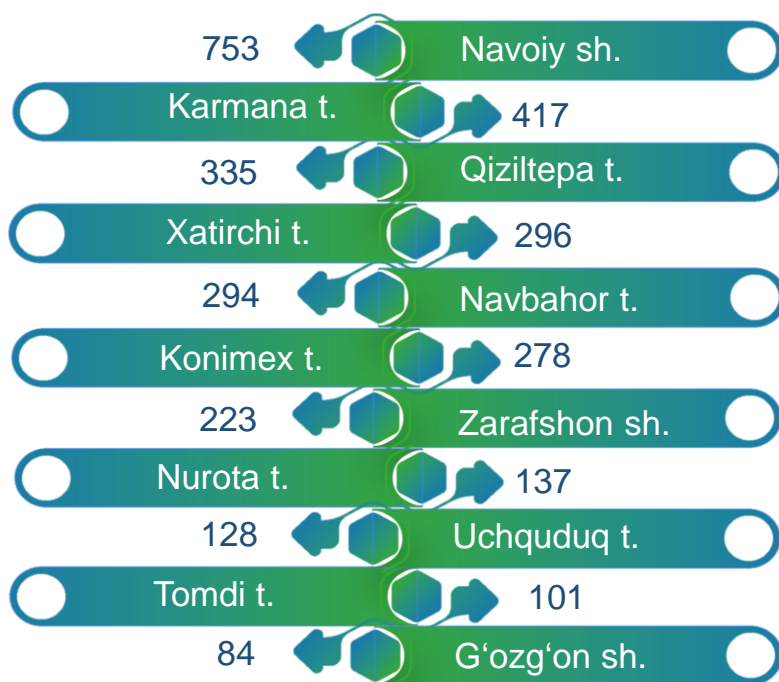 753 Navoiy sh.
Karmana t. 417
335 Qiziltepa t.
Xatirchi t. 296
294 Navbahor t.
Konimex t. 278
223 Zarafshon sh.
Nurota t. 137
128 Uchquduq t.
Tomdi t. 101
84 G‘ozg‘on sh.